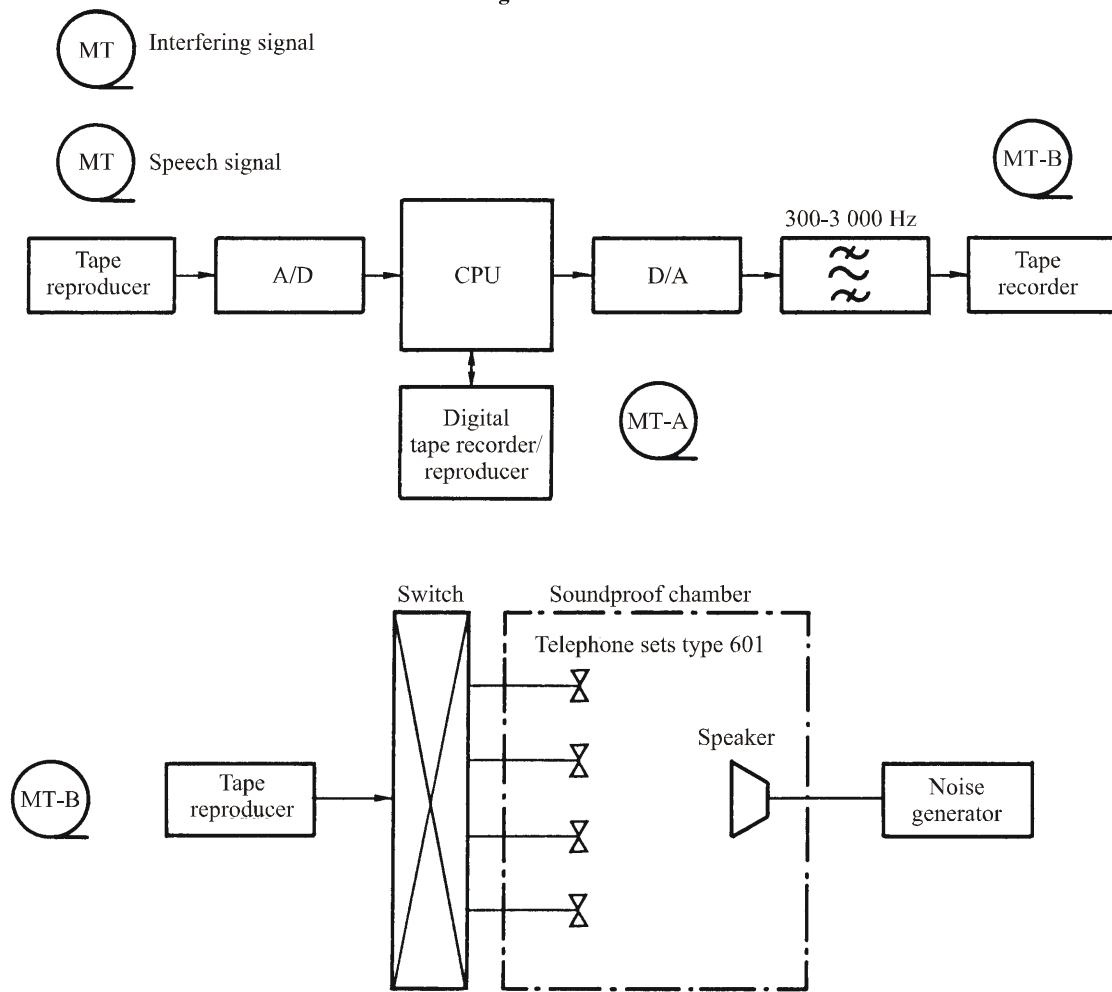 MT
Interfering signal
MT
Speech signal
MT-B
300-3 000 Hz
Tape
reproducer
A/D
CPU
D/A
Tape
recorder
Digital
tape recorder/
reproducer
MT-A
Switch
Soundproof chamber
Telephone sets type 601
Speaker
MT-B
Tape
reproducer
Noise
generator